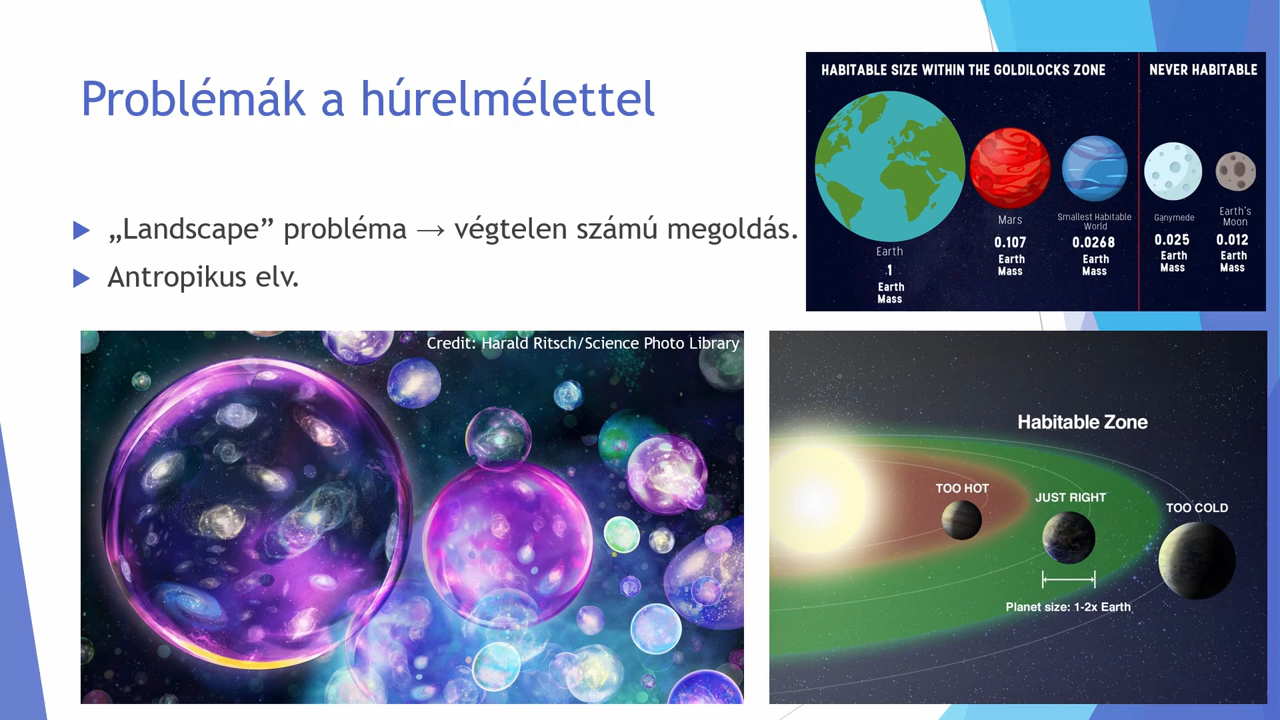 Problémák a húrelmélettel
„Landscape” probléma → végtelen számú megoldás.
Antropikus elv.
HABITABLE SIZE WITHIN THE GOLDILOCKS ZONE
NEVER HABITABLE
Earth
1
Earth
Mass
Mars
0.107
Earth
Mass
Smallest Habitable
World
0.0268
Earth
Mass
Ganymede
0.025
Earth
Mass
Earth's
Moon
0.012
Earth
Mass
Credit: Harald Ritsch/Science Photo Library
Habitable Zone
TOO HOT
JUST RIGHT
TOO COLD
Planet size: 1-2x Earth